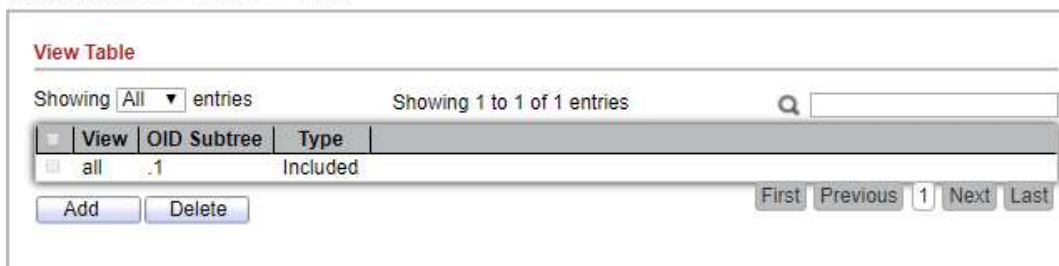 View Table
Showing All entries Showing 1 to 1 of 1 entries
View OID Subtree Type
all .1 Included
Add Delete First Previous 1 Next Last